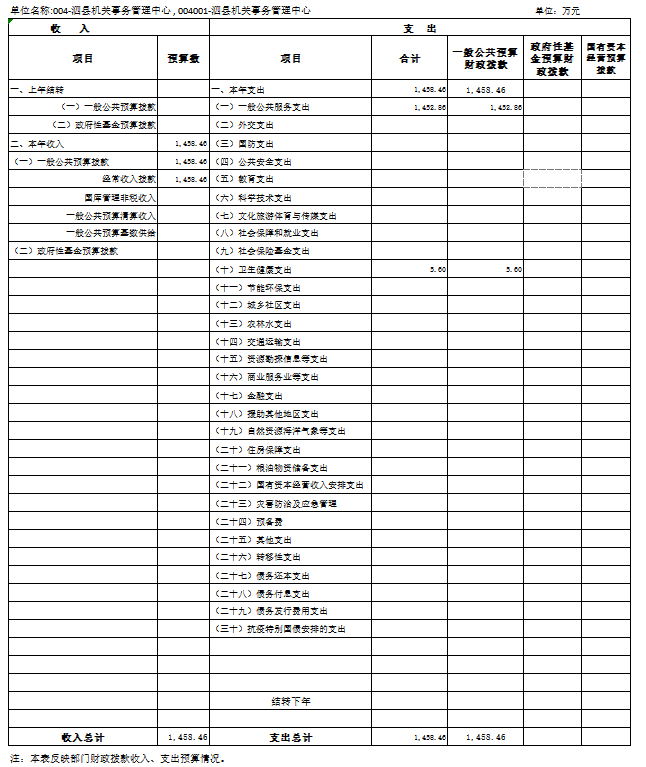 单位名称:004-泗县机关事务管理中心 , 004001-泗县机关事务管理中心 单位：万元
收 入 支 出
项目 预算数 项目 合计 一般公共预算财政拨款 政府性基金预算财政拨款 国有资本经营预算拨款
一、上年结转 一、本年支出 1,458.46 1,458.46
（一）一般公共预算拨款 （一）一般公共服务支出 1,452.86 1,452.86
（二）政府性基金预算拨款 （二）外交支出
二、本年收入 1,458.46 （三）国防支出
（一）一般公共预算拨款 1,458.46 （四）公共安全支出
经常收入拨款 1,458.46 （五）教育支出
国库管理非税收入 （六）科学技术支出
一般公共预算清算收入 （七）文化旅游体育与传媒支出
一般公共预算基数供给 （八）社会保障和就业支出
（二）政府性基金预算拨款 （九）社会保险基金支出
（十）卫生健康支出 5.60 5.60
（十一）节能环保支出
（十二）城乡社区支出
（十三）农林水支出
（十四）交通运输支出
（十五）资源勘探信息等支出
（十六）商业服务业等支出
（十七）金融支出
（十八）援助其他地区支出
（十九）自然资源海洋气象等支出
（二十）住房保障支出
（二十一）粮油物资储备支出
（二十二）国有资本经营收入安排支出
（二十三）灾害防治及应急管理
（二十四）预备费
（二十五）其他支出
（二十六）转移性支出
（二十七）债务还本支出
（二十八）债务付息支出
（二十九）债务发行费用支出
（三十）抗疫特别国债安排的支出
结转下年
收入总计 1,458.46 支出总计 1,458.46 1,458.46
注：本表反映部门财政拨款收入、支出预算情况。